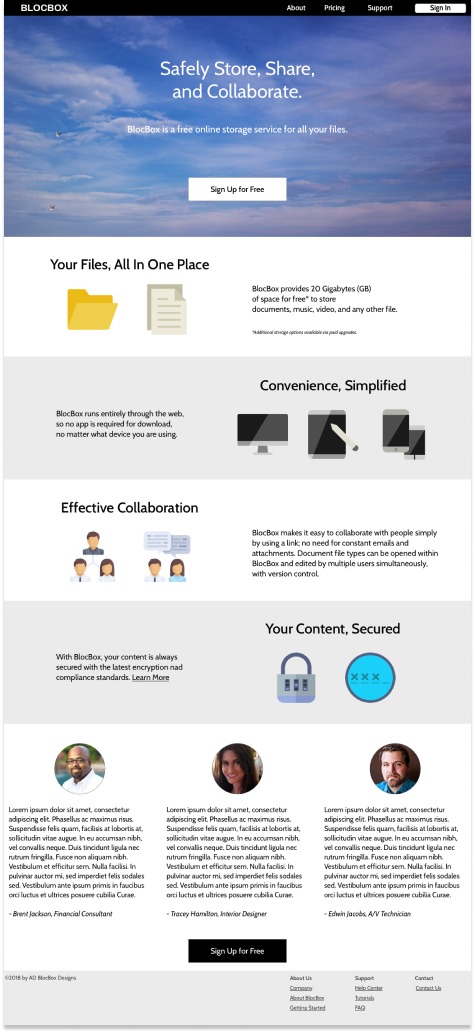 BLOCBOX
About Pricing Support Sign In
Safely Store, Share,
and Collaborate.
BlocBox is a free online storage service for all your files.
Sign Up for Free
Your Files, All In One Place
BlocBox provides 20 Gigabytes (GB)
of space for free* to store
documents, music, video, and any other file.
*Additional storage options available via paid upgrades.
Convenience, Simplified
BlocBox runs entirely through the web,
so no app is required for download,
no matter what device you are using.
Effective Collaboration
BlocBox makes it easy to collaborate with people simply
by using a link; no need for constant emails and
attachments. Document file types can be opened within
BlocBox and edited by multiple users simultaneously,
with version control.
Your Content, Secured
With BlocBox, your content is always
secured with the latest encryption nad
compliance standards. Learn More
Lorem ipsum dolor sit amet, consectetur
adipiscing elit. Phasellus ac maximus risus.
Suspendisse felis quam, facilisis at lobortis at,
sollicitudin vitae augue. In eu accumsan nibh,
vel convallis neque. Duis tincidunt ligula nec
rutrum fringilla. Fusce non aliquam nibh.
Vestibulum et efficitur sem. Nulla facilisi. In
pulvinar auctor mi, sed imperdiet felis sodales
sed. Vestibulum ante ipsum primis in faucibus
orci luctus et ultrices posuere cubilia Curae.
- Brent Jackson, Financial Consultant
Lorem ipsum dolor sit amet, consectetur
adipiscing elit. Phasellus ac maximus risus.
Suspendisse felis quam, facilisis at lobortis at,
sollicitudin vitae augue. In eu accumsan nibh,
vel convallis neque. Duis tincidunt ligula nec
rutrum fringilla. Fusce non aliquam nibh.
Vestibulum et efficitur sem. Nulla facilisi. In
pulvinar auctor mi, sed imperdiet felis sodales
sed. Vestibulum ante ipsum primis in faucibus
orci luctus et ultrices posuere cubilia Curae.
- Tracey Hamilton, Interior Designer
Lorem ipsum dolor sit amet, consectetur
adipiscing elit. Phasellus ac maximus risus.
Suspendisse felis quam, facilisis at lobortis at,
sollicitudin vitae augue. In eu accumsan nibh,
vel convallis neque. Duis tincidunt ligula nec
rutrum fringilla. Fusce non aliquam nibh.
Vestibulum et efficitur sem. Nulla facilisi. In
pulvinar auctor mi, sed imperdiet felis sodales
sed. Vestibulum ante ipsum primis in faucibus
orci luctus et ultrices posuere cubilia Curae.
- Edwin Jacobs, A/V Technician
Sign Up for Free
©2018 by AD BlocBox Designs
About Us
Company
About BlocBox
Getting Started
Support
Help Center
Tutorials
FAQ
Contact
Contact Us